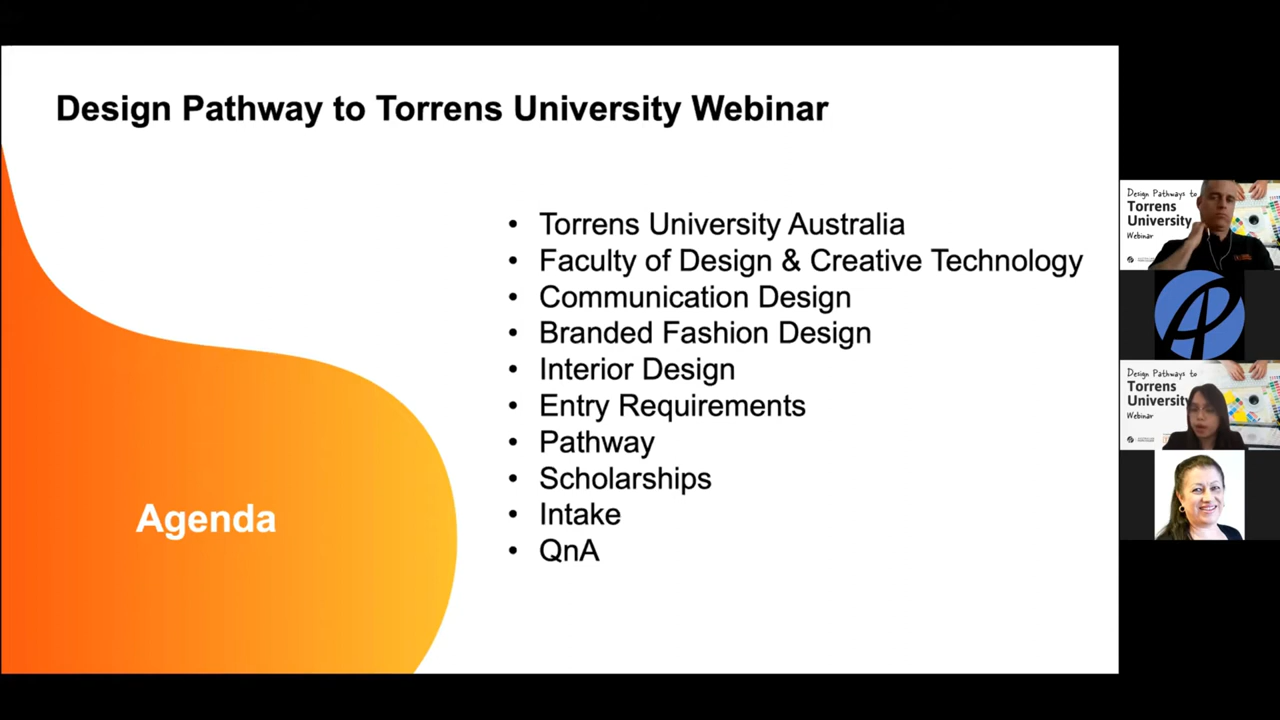 Design Pathway to Torrens University Webinar
• Torrens University Australia
• Faculty of Design & Creative Technology
• Communication Design
• Branded Fashion Design
• Interior Design
• Entry Requirements
• Pathway
• Scholarships
• Intake
• QnA
Agenda
Design Pathways to
Torrens
University
Webinar
Design Pathways to
Torrens
University
Webinar